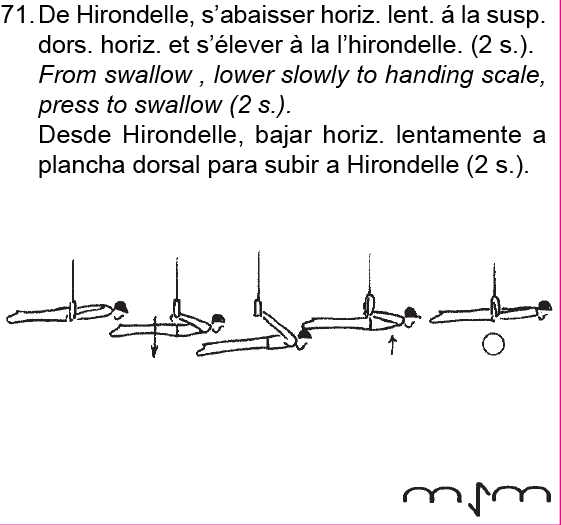 71. De Hirondelle, s’abaisser horiz. lent. á la susp.
dors. horiz. et s’élever à la l’hirondelle. (2 s.).
From swallow , lower slowly to handing scale,
press to swallow (2 s.).
Desde Hirondelle, bajar horiz. lentamente a
plancha dorsal para subir a Hirondelle (2 s.).